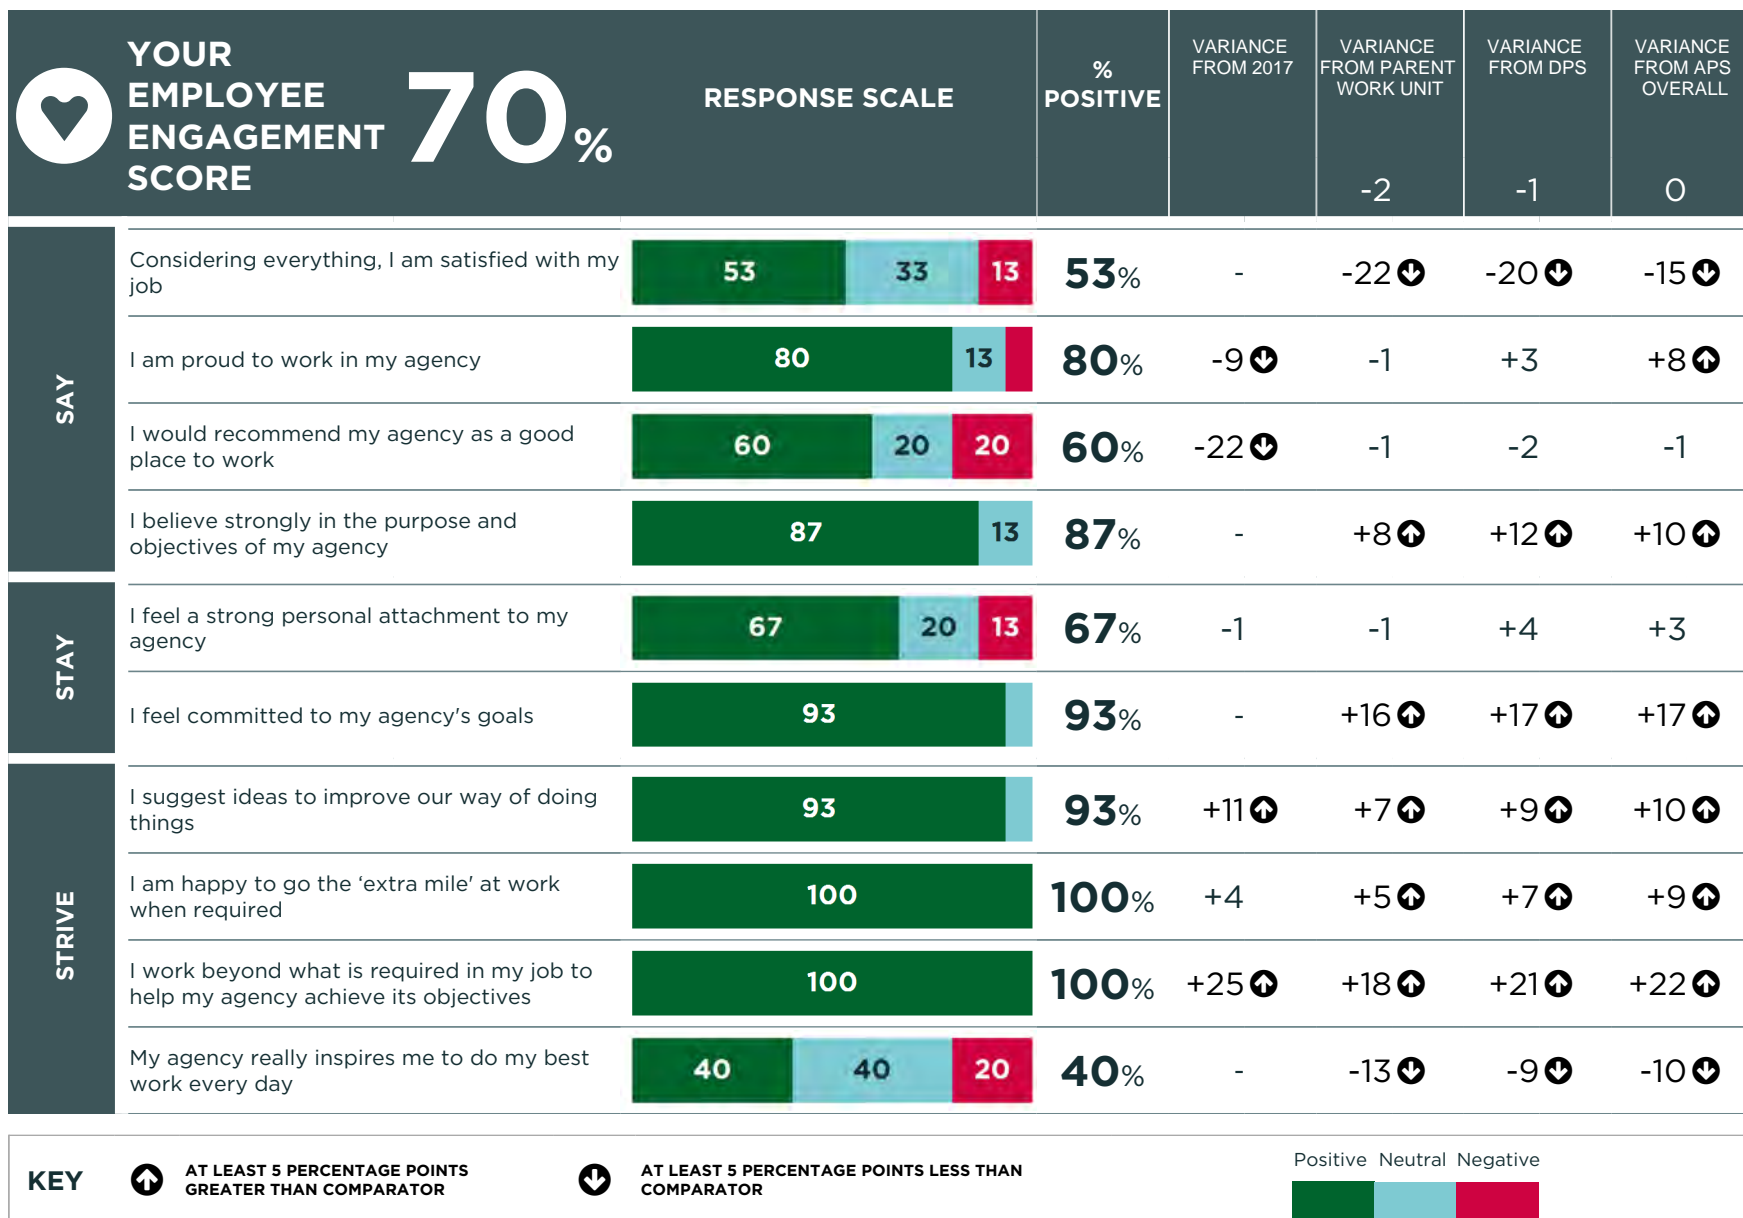 YOUR
EMPLOYEE
ENGAGEMENT
SCORE
70%
RESPONSE SCALE
%
POSITIVE
VARIANCE
FROM 2017
VARIANCE
FROM PARENT
WORK UNIT
-2
VARIANCE
FROM DPS
-1
VARIANCE
FROM APS
OVERALL
0
SAY
Considering everything, I am satisfied with my
job
53 33 13 53% - -22 -20 -15
I am proud to work in my agency
80 13 80% -9 -1 +3 +8
I would recommend my agency as a good
place to work
60 20 20 60% -22 -1 -2 -1
I believe strongly in the purpose and
objectives of my agency
87 13 87% - +8 +12 +10
STAY
I feel a strong personal attachment to my
agency
67 20 13 67% -1 -1 +4 +3
I feel committed to my agency's goals
93 93% - +16 +17 +17
STRIVE
I suggest ideas to improve our way of doing
things
93 93% +11 +7 +9 +10
I am happy to go the ‘extra mile' at work
when required
100 100% +4 +5 +7 +9
I work beyond what is required in my job to
help my agency achieve its objectives
100 100% +25 +18 +21 +22
My agency really inspires me to do my best
work every day
40 40 20 40% - -13 -9 -10
KEY
AT LEAST 5 PERCENTAGE POINTS
GREATER THAN COMPARATOR
AT LEAST 5 PERCENTAGE POINTS LESS THAN
COMPARATOR
Positive Neutral Negative